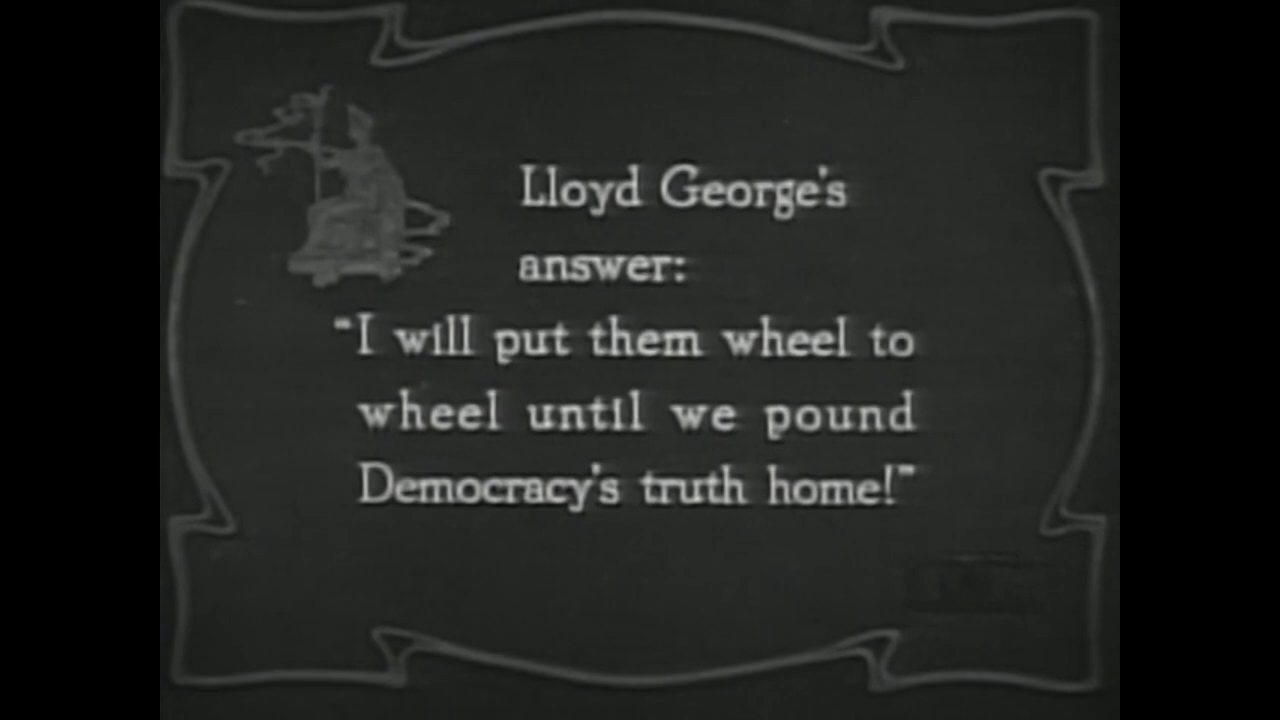 Lloyd George's
answer:
"I will put them wheel to
wheel until we pound
Democracy's truth home!"